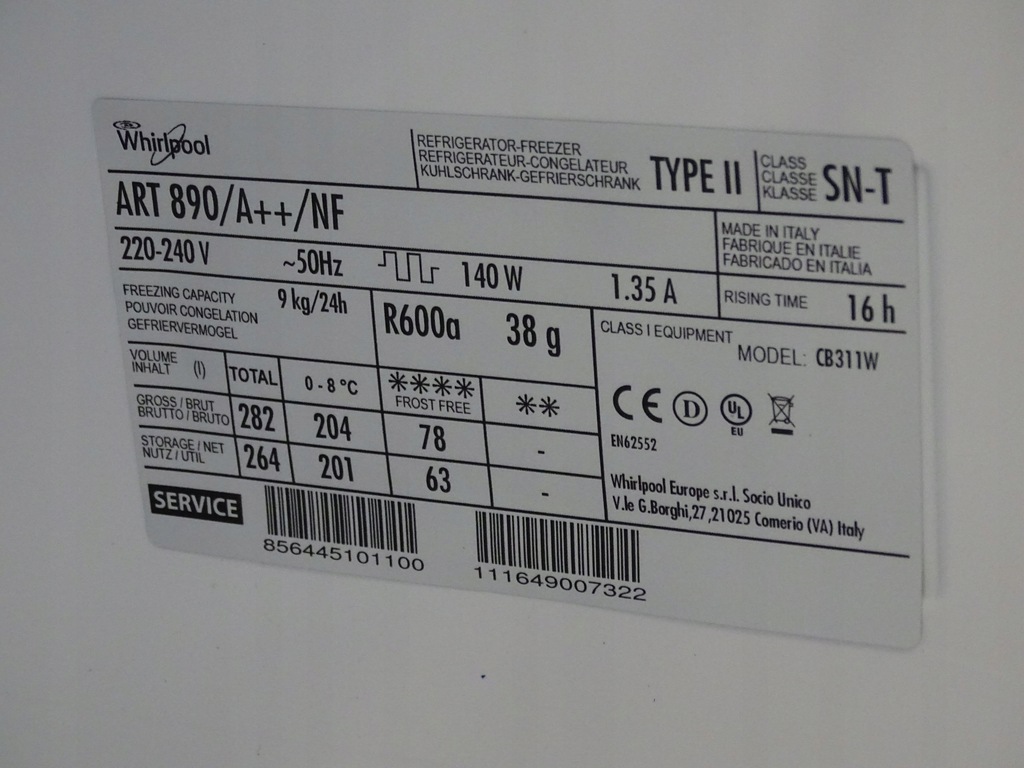 Whirlpool
REFRIGERATOR-FREEZER
REFRIGERATEUR-CONGELATEUR
KUHLSCHRANK-GEFRIERSCHRANK
TYPE II
CLASS
CLASSE
KLASSE
SN-T
ART 890/A++/NF
MADE IN ITALY
FABRIQUE EN ITALIE
FABRICADO EN ITALIA
220-240 V ~50Hz 140 W 1.35 A
RISING TIME 16 h
FREEZING CAPACITY
POUVOIR CONGELATION
GEFRIERVERMOGEL
9 kg/24h
R600a 38 g
CLASS I EQUIPMENT
MODEL: CB311W
VOLUME
INHALT (l)
TOTAL
0 - 8 °C
****
FROST FREE
**
GROSS / BRUT
BRUTTO / BRUTO
282 204 78 -
STORAGE / NET
NUTZ / UTIL
264 201 63 -
CE D UL
EU
EN62552
Whirlpool Europe s.r.l. Socio Unico
V.le G.Borghi,27,21025 Comerio (VA) Italy
SERVICE
856445101100
111649007322